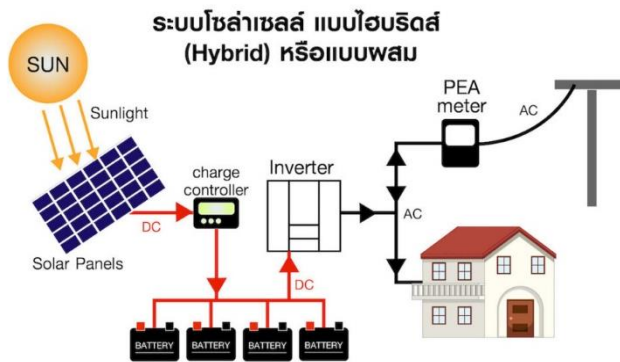 ระบบโซล่าเซลล์ แบบไฮบริดส์
(Hybrid) หรือแบบผสม
SUN
Sunlight
Solar Panels
DC
charge
controller
Inverter
DC
BATTERY
BATTERY
BATTERY
BATTERY
AC
PEA
meter
AC